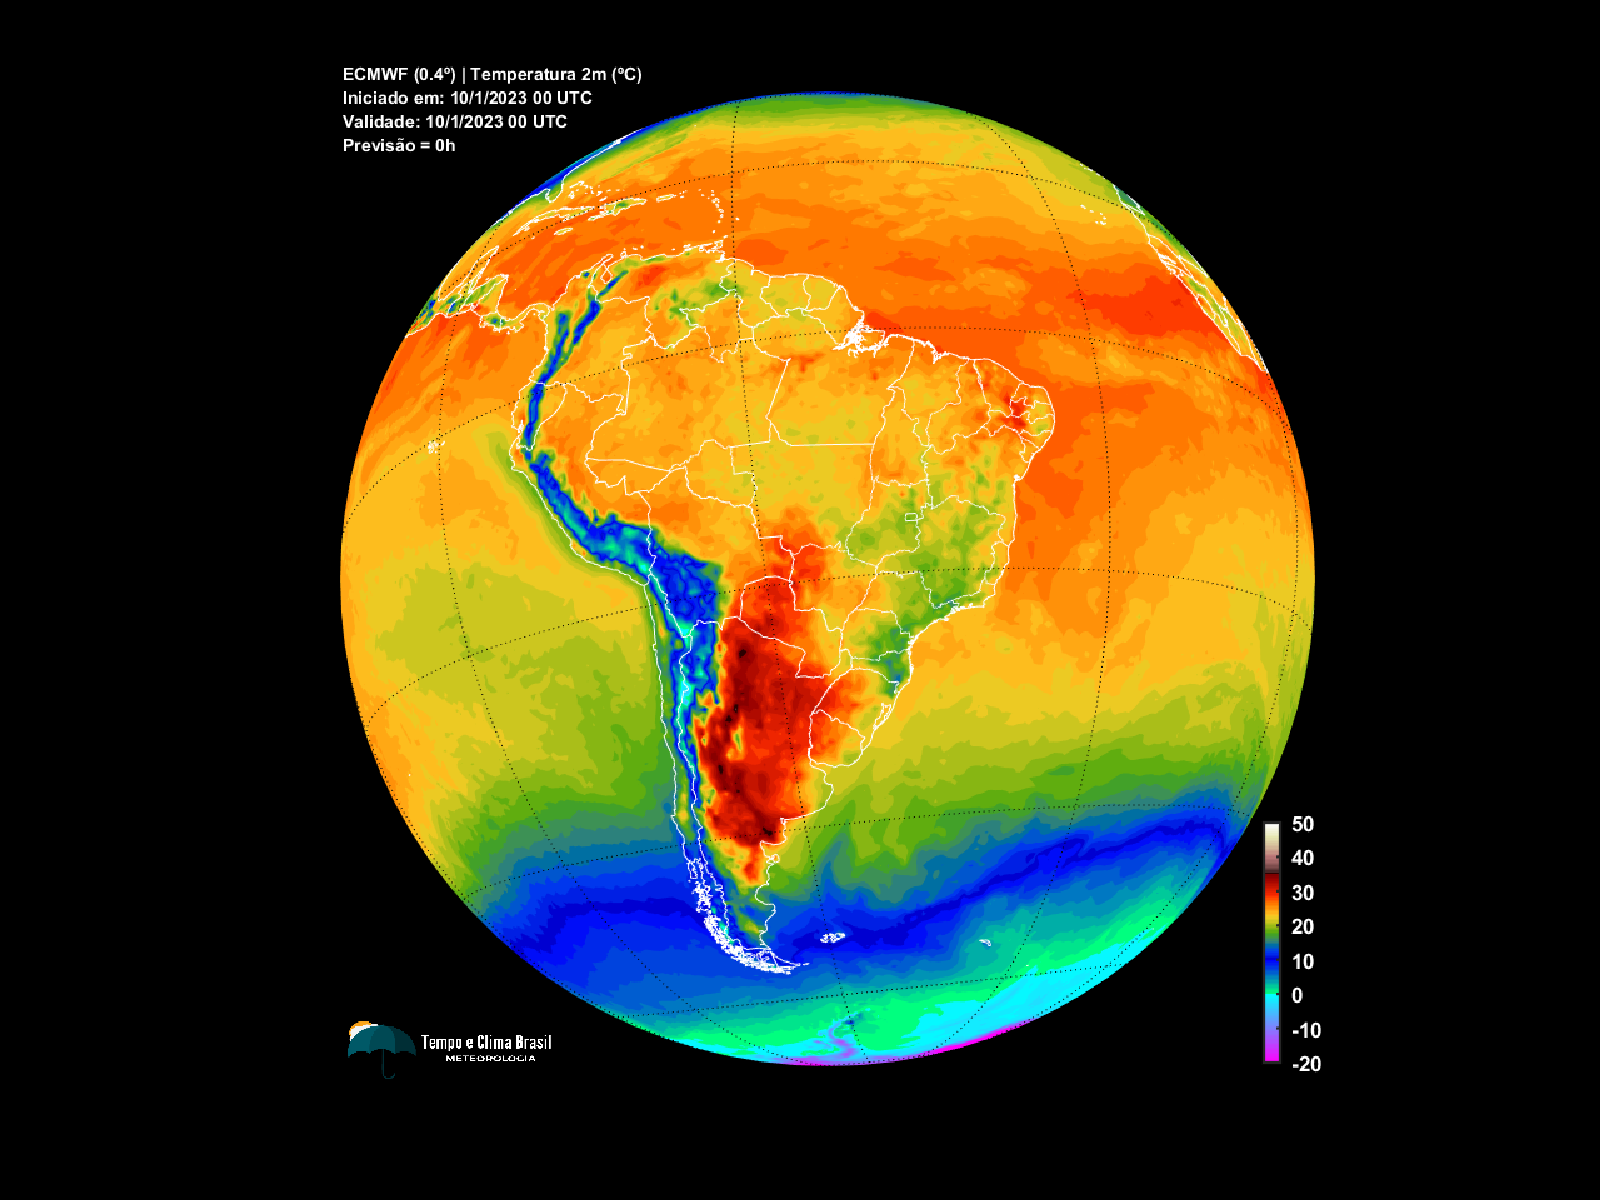 ECMWF (0.4º) | Temperatura 2m (ºC)
Iniciado em: 10/1/2023 00 UTC
Validade: 10/1/2023 00 UTC
Previsão = 0h
50
40
30
20
10
0
-10
-20
Tempo e Clima Brasil
METEOROLOGIA